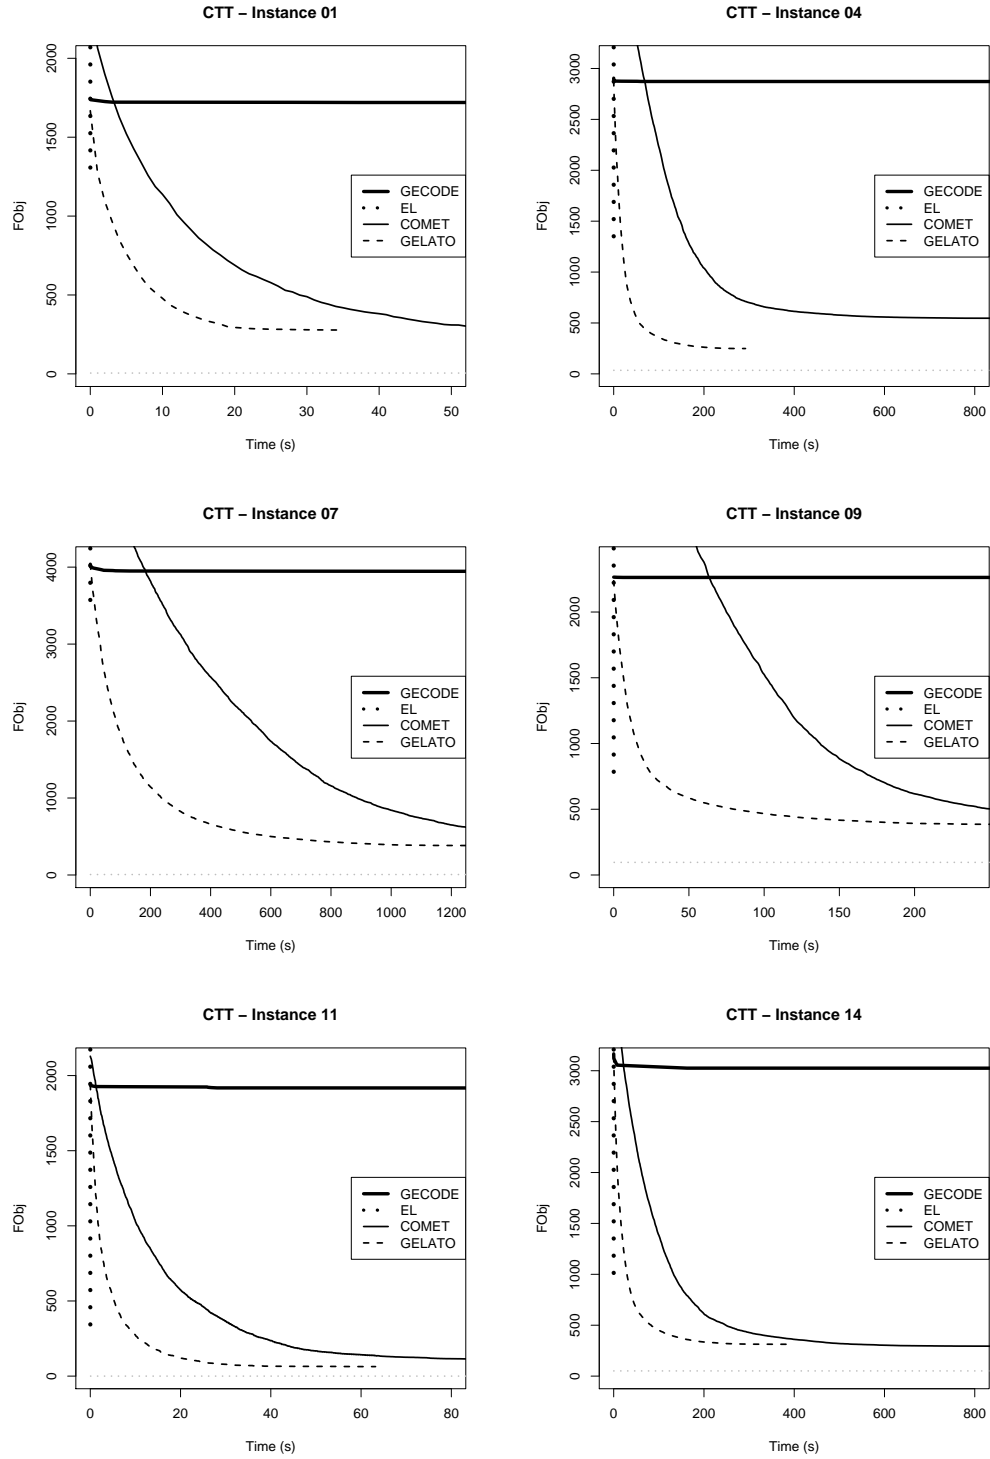 CTT – Instance 01
FObj
2000
1500
1000
500
0
GECODE
EL
COMET
GELATO
0 10 20 30 40 50
Time (s)
CTT – Instance 04
FObj
3000
2500
2000
1500
1000
500
0
GECODE
EL
COMET
GELATO
0 200 400 600 800
Time (s)
CTT – Instance 07
FObj
4000
3000
2000
1000
0
GECODE
EL
COMET
GELATO
0 200 400 600 800 1000 1200
Time (s)
CTT – Instance 09
FObj
2000
1500
1000
500
0
GECODE
EL
COMET
GELATO
0 50 100 150 200
Time (s)
CTT – Instance 11
FObj
2000
1500
1000
500
0
GECODE
EL
COMET
GELATO
0 20 40 60 80
Time (s)
CTT – Instance 14
FObj
3000
2500
2000
1500
1000
500
0
GECODE
EL
COMET
GELATO
0 200 400 600 800
Time (s)